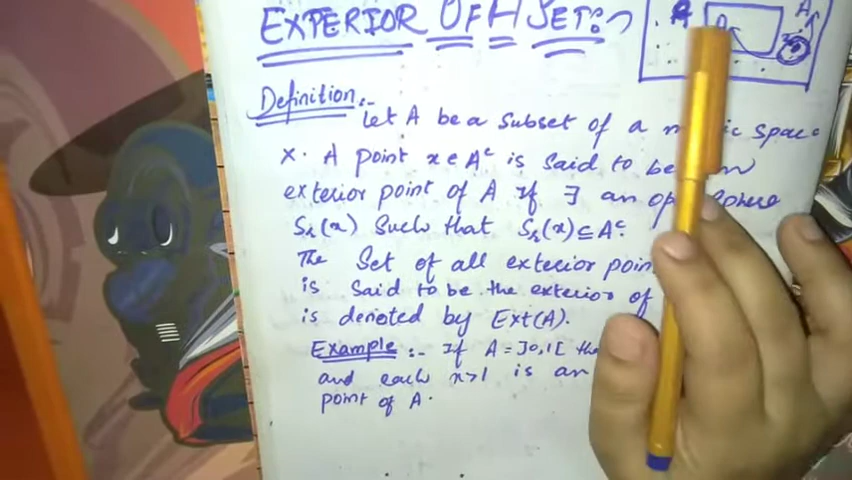 EXTERIOR OF A SET:~
A A
Definition:-
Let A be a subset of a space
X. A point x ∈ Aᶜ is said to be
exterior point of A If ∃ an sphere
Sr(x) Such that Sr(x) ⊆ Aᶜ.
The Set of all exterior
is said to be the exterior of
is denoted by Ext(A).
Example:- If A = ]0,1[
and each x>1 is an
point of A.